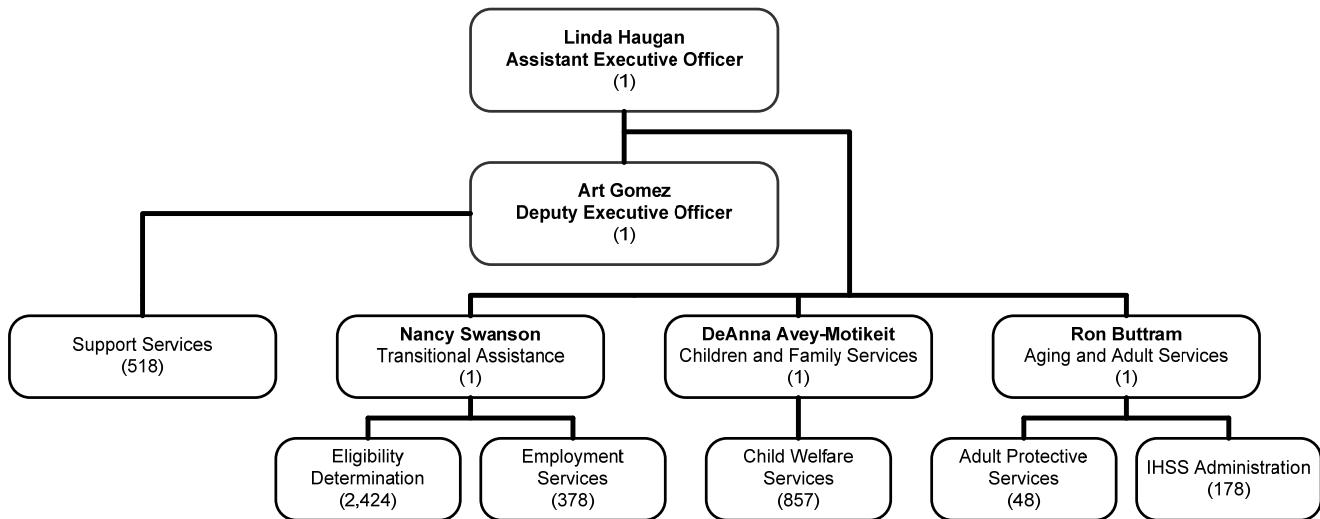 Linda Haugan
Assistant Executive Officer
(1)
Art Gomez
Deputy Executive Officer
(1)
Support Services
(518)
Nancy Swanson
Transitional Assistance
(1)
DeAnna Avey-Motikeit
Children and Family Services
(1)
Ron Buttram
Aging and Adult Services
(1)
Eligibility
Determination
(2,424)
Employment
Services
(378)
Child Welfare
Services
(857)
Adult Protective
Services
(48)
IHSS Administration
(178)